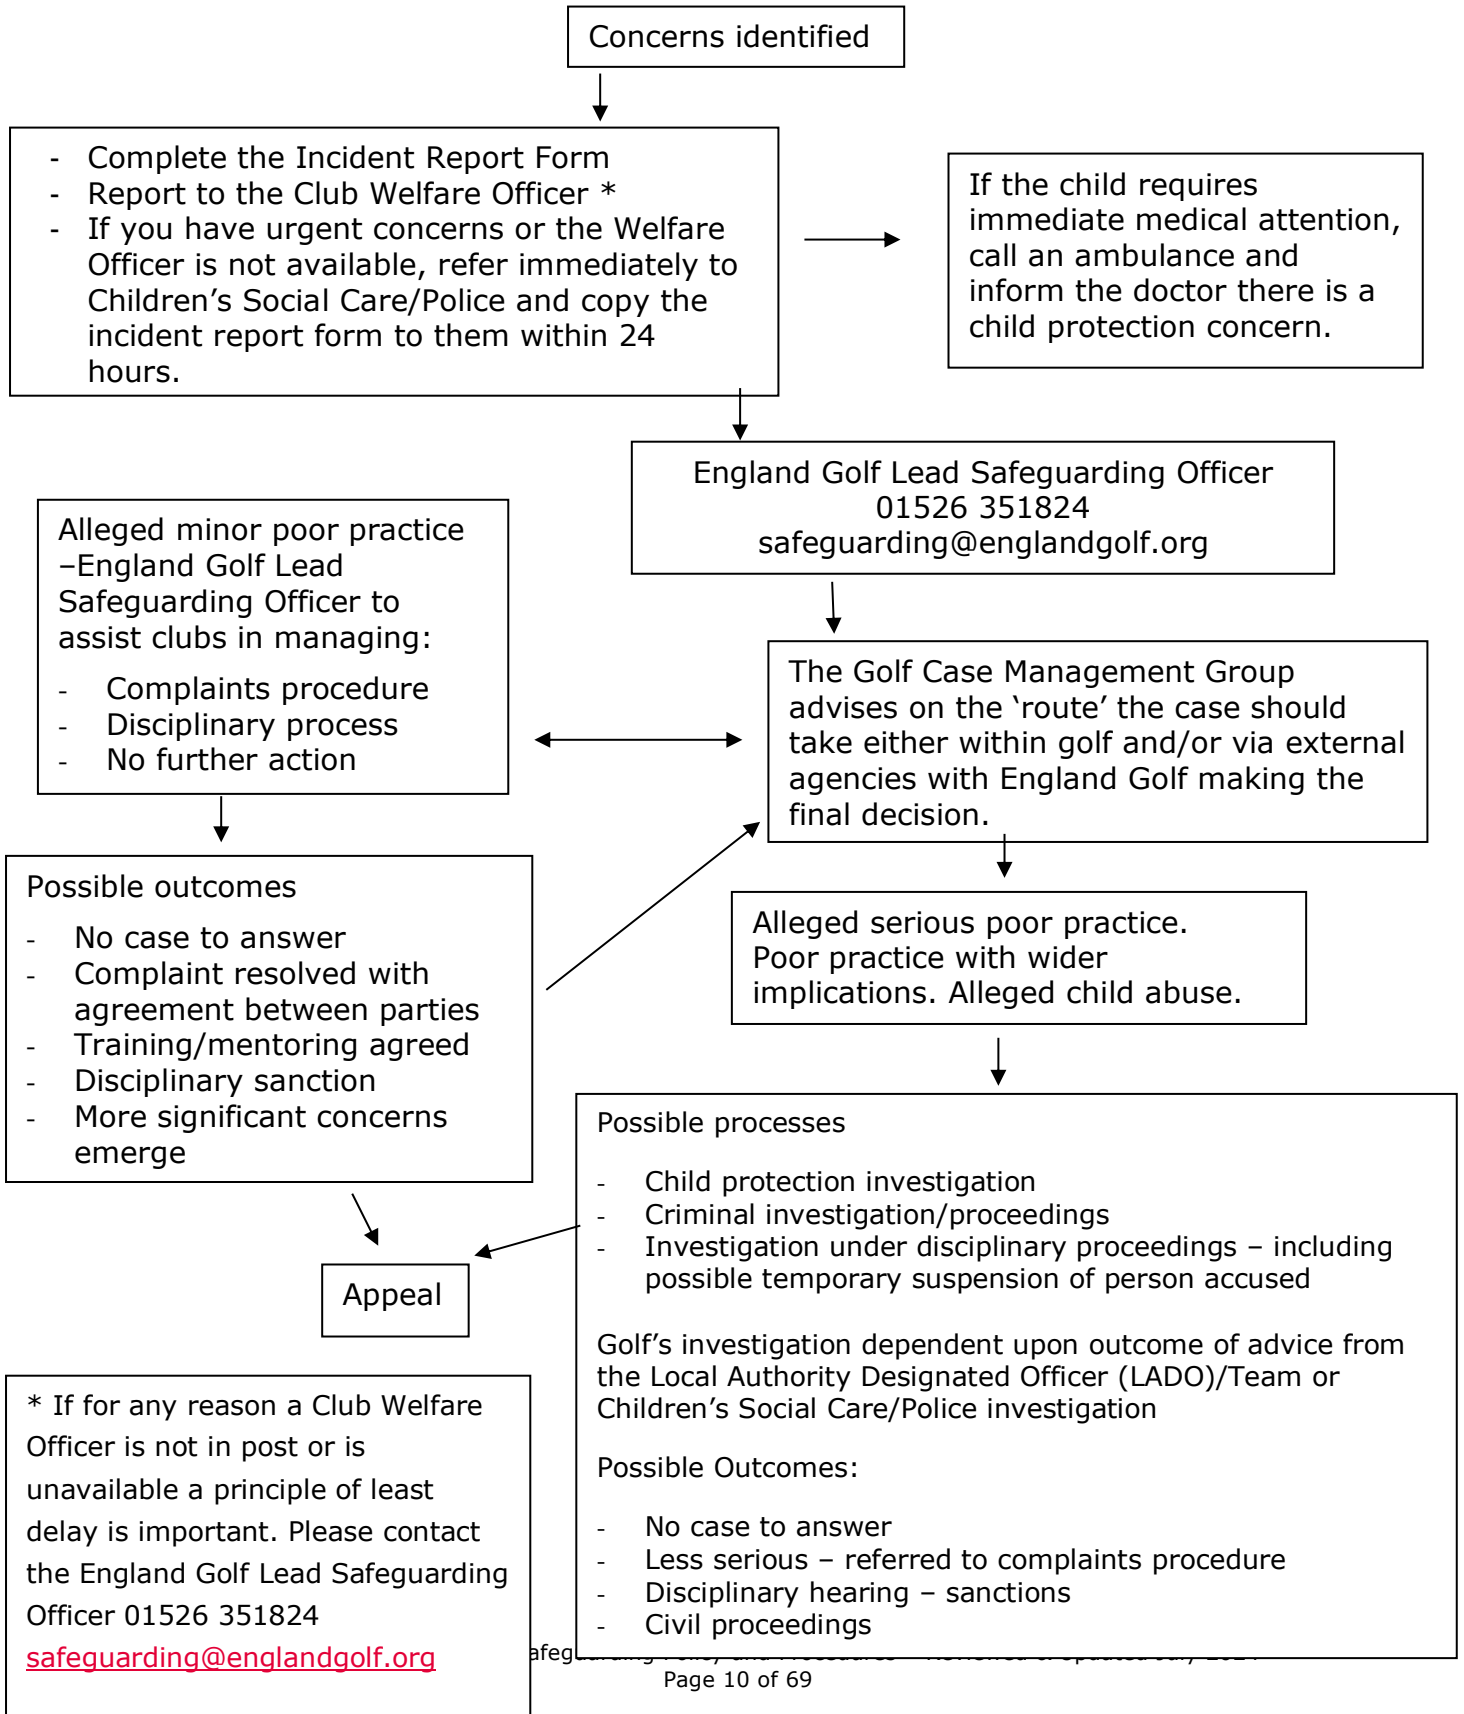 Concerns identified
- Complete the Incident Report Form
- Report to the Club Welfare Officer *
- If you have urgent concerns or the Welfare
Officer is not available, refer immediately to
Children’s Social Care/Police and copy the
incident report form to them within 24
hours.
If the child requires
immediate medical attention,
call an ambulance and
inform the doctor there is a
child protection concern.
England Golf Lead Safeguarding Officer
01526 351824
safeguarding@englandgolf.org
Alleged minor poor practice
–England Golf Lead
Safeguarding Officer to
assist clubs in managing:
- Complaints procedure
- Disciplinary process
- No further action
The Golf Case Management Group
advises on the ‘route’ the case should
take either within golf and/or via external
agencies with England Golf making the
final decision.
Possible outcomes
- No case to answer
- Complaint resolved with
agreement between parties
- Training/mentoring agreed
- Disciplinary sanction
- More significant concerns
emerge
Alleged serious poor practice.
Poor practice with wider
implications. Alleged child abuse.
Possible processes
- Child protection investigation
- Criminal investigation/proceedings
- Investigation under disciplinary proceedings – including
possible temporary suspension of person accused
Golf’s investigation dependent upon outcome of advice from
the Local Authority Designated Officer (LADO)/Team or
Children’s Social Care/Police investigation
Possible Outcomes:
- No case to answer
- Less serious – referred to complaints procedure
- Disciplinary hearing – sanctions
- Civil proceedings
Appeal
* If for any reason a Club Welfare
Officer is not in post or is
unavailable a principle of least
delay is important. Please contact
the England Golf Lead Safeguarding
Officer 01526 351824
safeguarding@englandgolf.org
Page 10 of 69